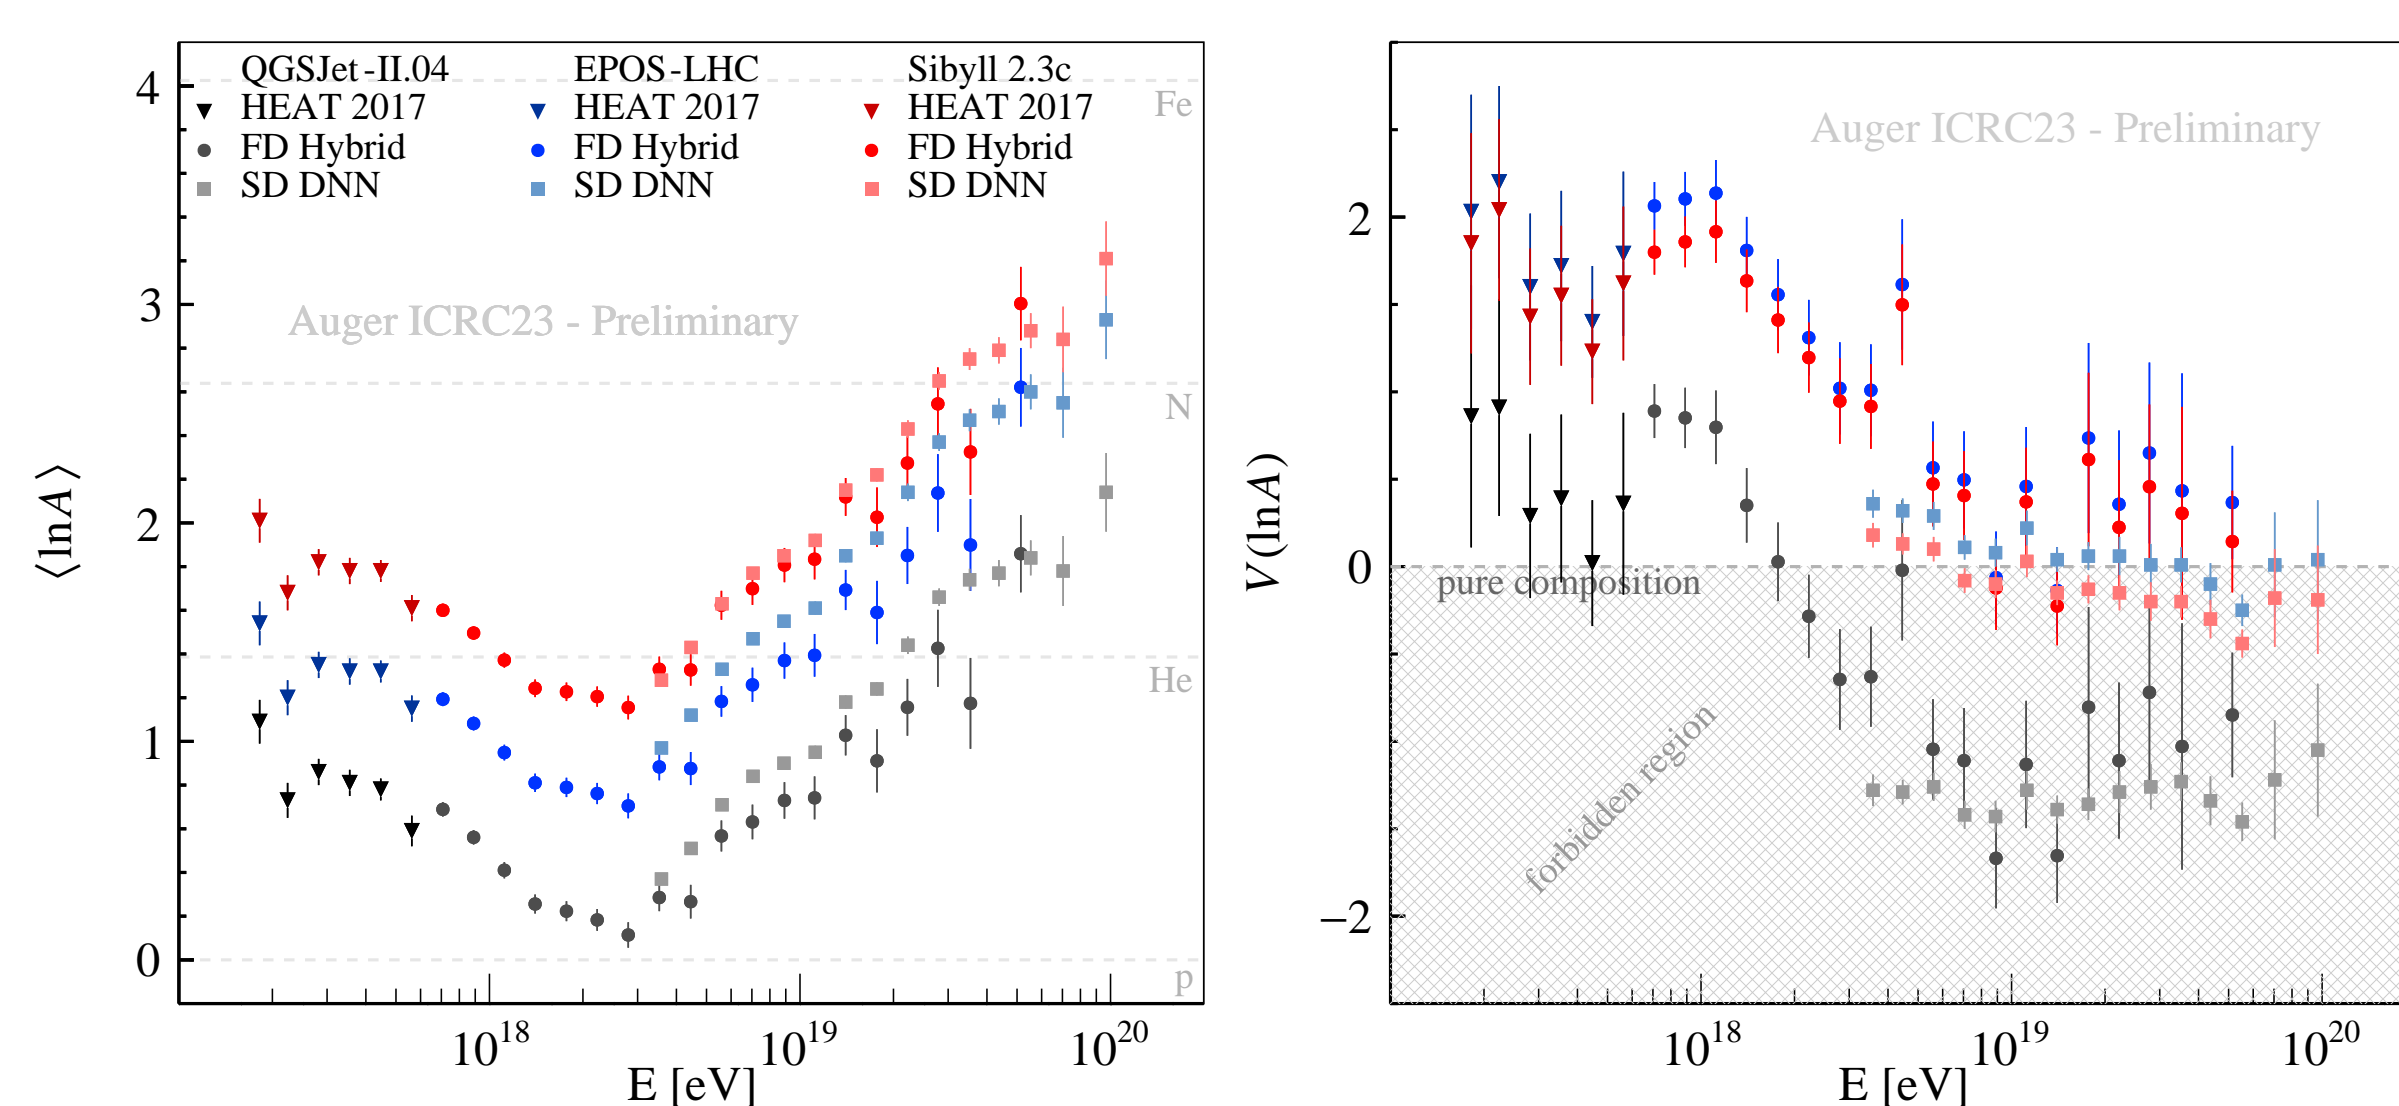 QGSJet-II.04 EPOS-LHC Sibyll 2.3c
HEAT 2017 HEAT 2017 HEAT 2017
FD Hybrid FD Hybrid FD Hybrid
SD DNN SD DNN SD DNN
Auger ICRC23 - Preliminary
Fe
N
He
p
4
3
2
1
0
⟨lnA⟩
10^18 10^19 10^20
E [eV]
Auger ICRC23 - Preliminary
2
0
−2
V(lnA)
pure composition
forbidden region
10^18 10^19 10^20
E [eV]